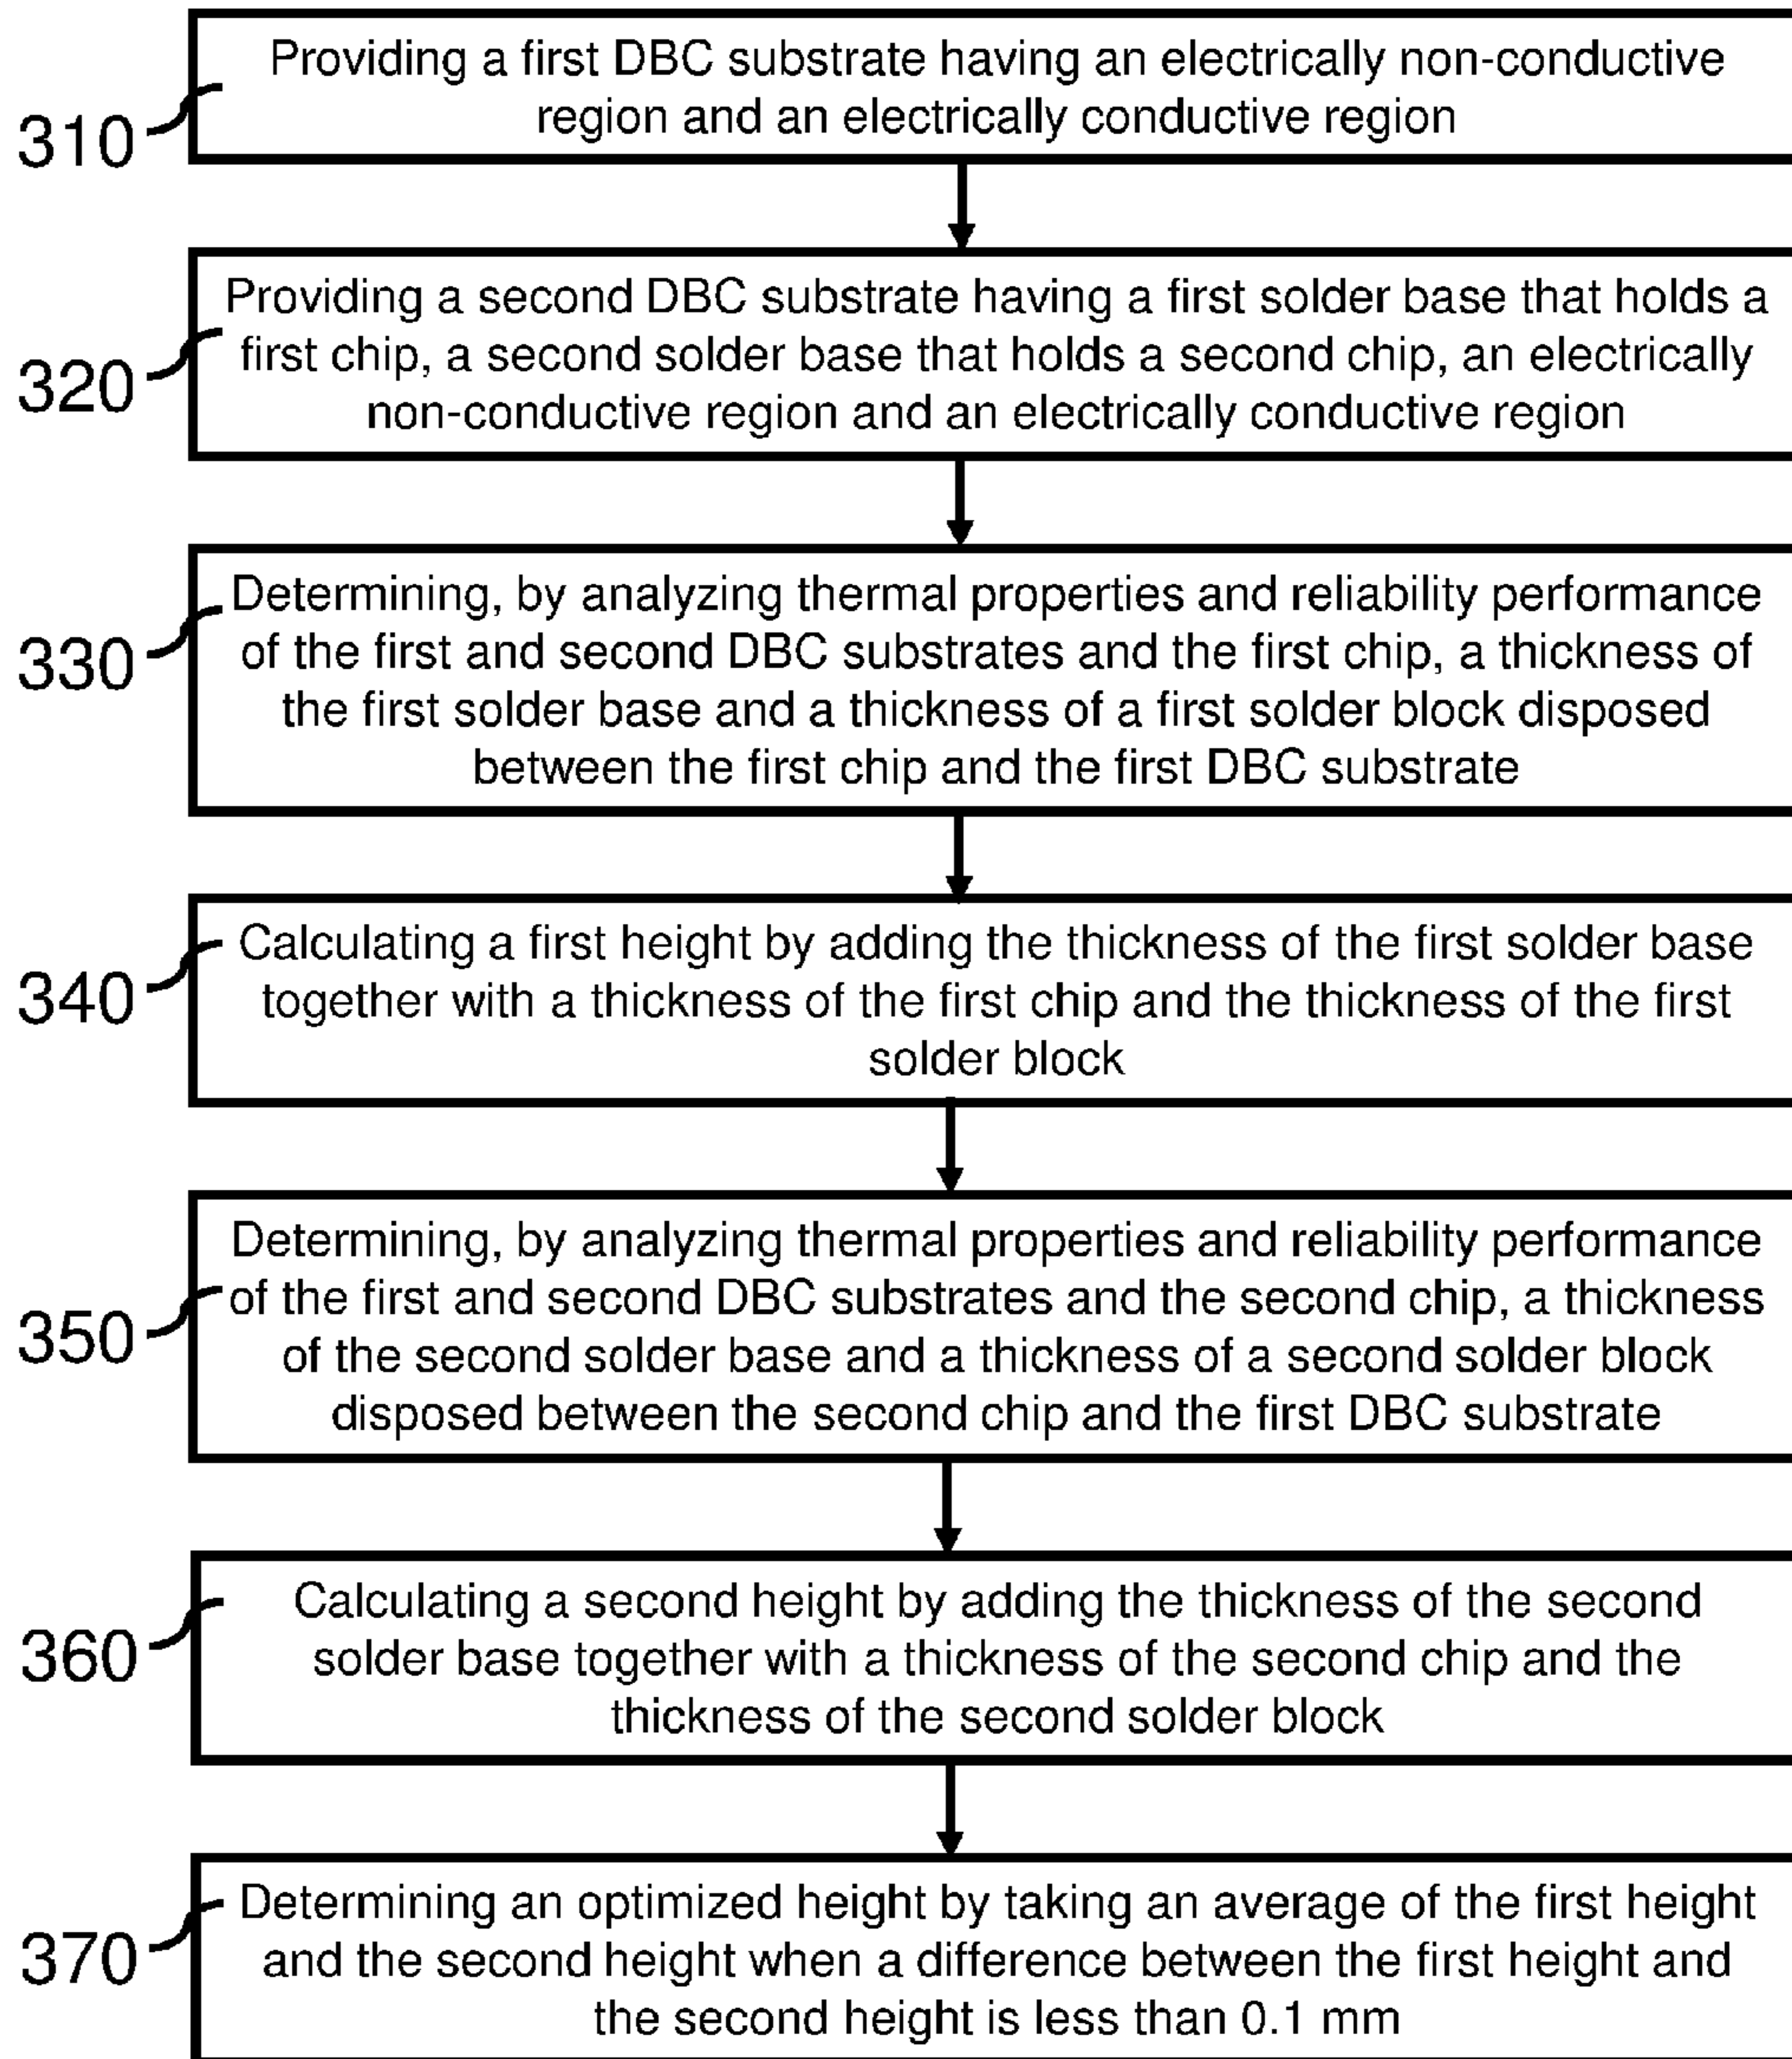 Providing a first DBC substrate having an electrically non-conductive
region and an electrically conductive region
310
Providing a second DBC substrate having a first solder base that holds a
first chip, a second solder base that holds a second chip, an electrically
non-conductive region and an electrically conductive region
320
Determining, by analyzing thermal properties and reliability performance
of the first and second DBC substrates and the first chip, a thickness of
the first solder base and a thickness of a first solder block disposed
between the first chip and the first DBC substrate
330
Calculating a first height by adding the thickness of the first solder base
together with a thickness of the first chip and the thickness of the first
solder block
340
Determining, by analyzing thermal properties and reliability performance
of the first and second DBC substrates and the second chip, a thickness
of the second solder base and a thickness of a second solder block
disposed between the second chip and the first DBC substrate
350
Calculating a second height by adding the thickness of the second
solder base together with a thickness of the second chip and the
thickness of the second solder block
360
Determining an optimized height by taking an average of the first height
and the second height when a difference between the first height and
the second height is less than 0.1 mm
370